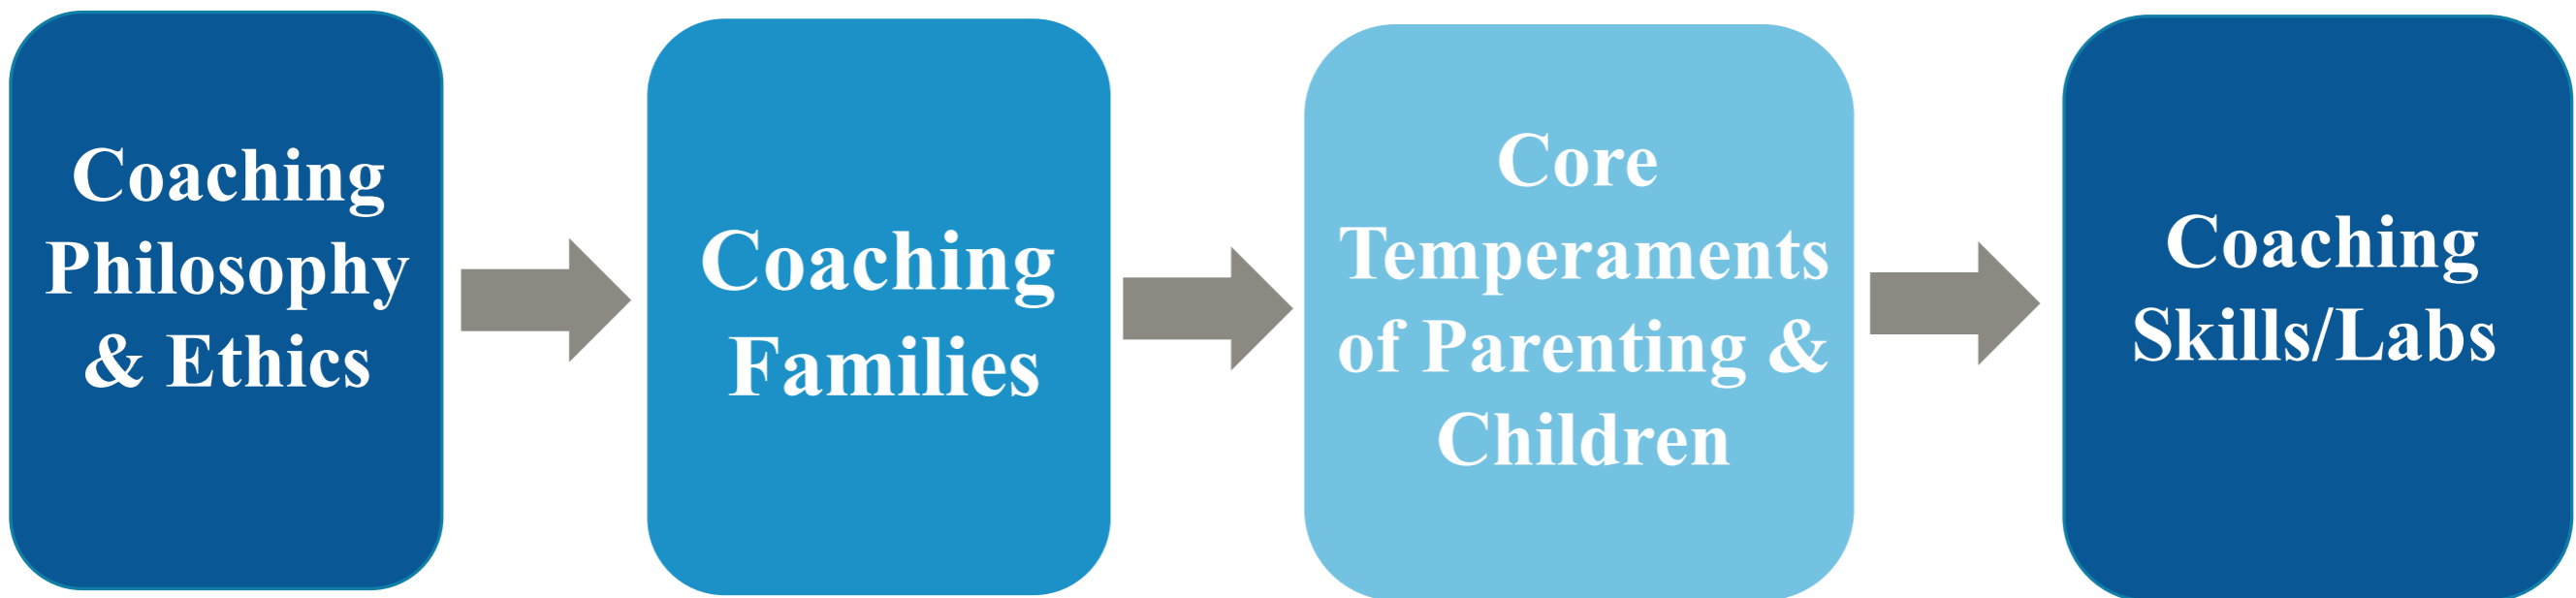 Coaching
Philosophy
& Ethics
Coaching
Families
Core
Temperaments
of Parenting &
Children
Coaching
Skills/Labs